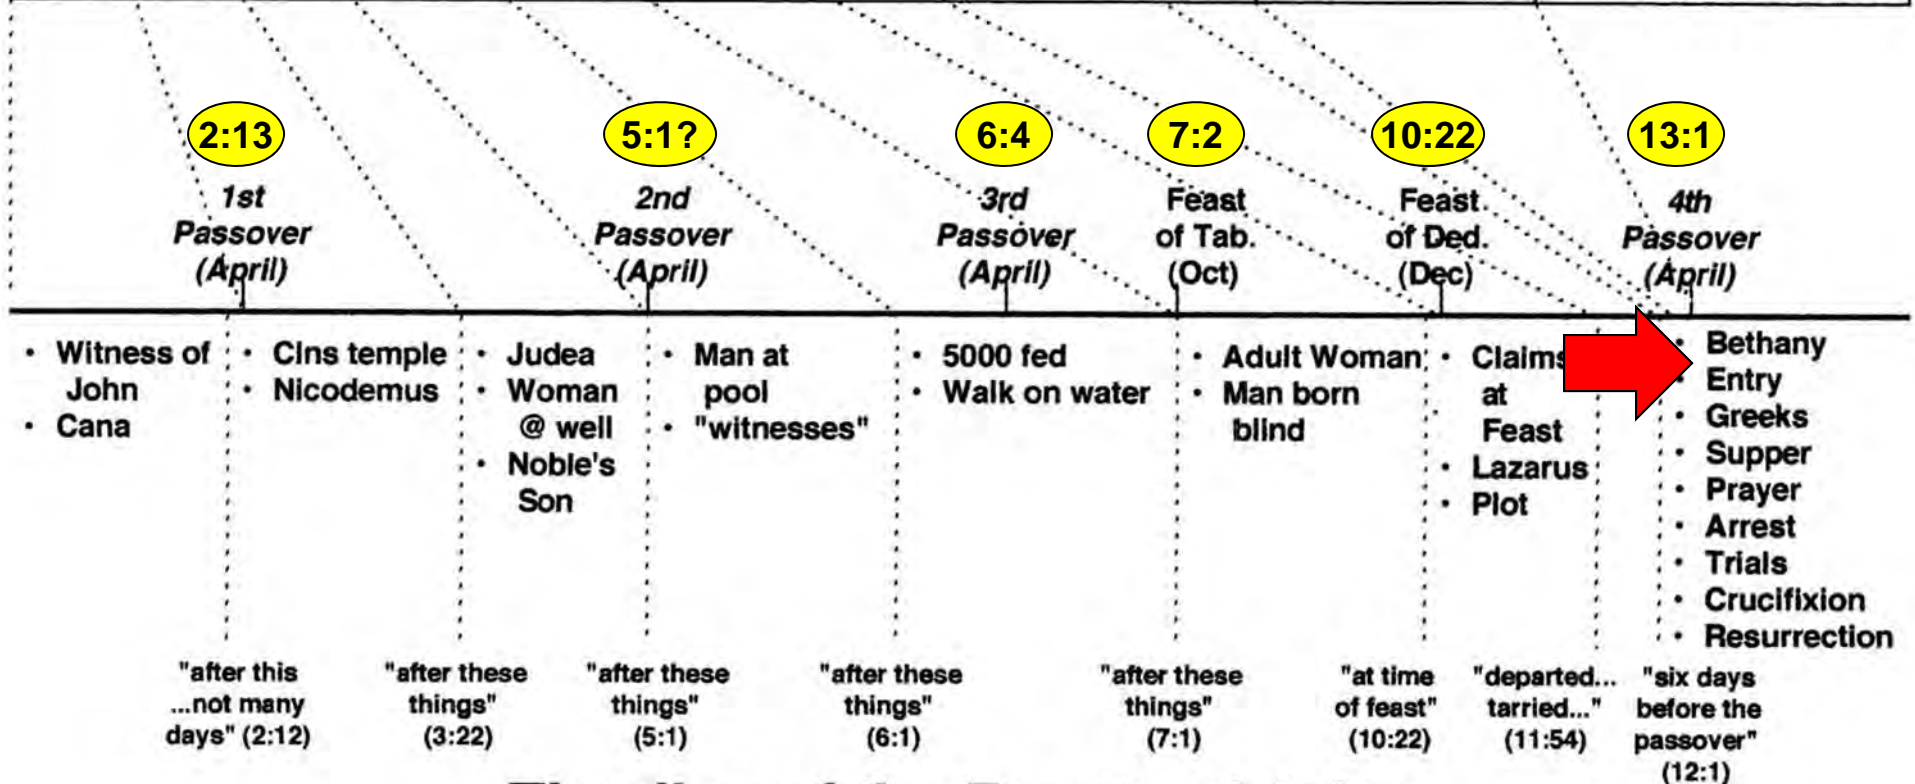 2:13
5:1?
6:4
7:2
10:22
13:1
1st
Passover
(April)
2nd
Passover
(April)
3rd
Passover
(April)
Feast
of Tab.
(Oct)
Feast
of Ded.
(Dec)
4th
Passover
(April)
• Witness of
John
• Cana
• Clns temple
• Nicodemus
• Judea
• Woman
@ well
• Noble's
Son
• Man at
pool
• "witnesses"
• 5000 fed
• Walk on water
• Adult Woman
• Man born
blind
• Claims
at
Feast
• Lazarus
• Plot
• Bethany
• Entry
• Greeks
• Supper
• Prayer
• Arrest
• Trials
• Crucifixion
• Resurrection
"after this
...not many
days" (2:12)
"after these
things"
(3:22)
"after these
things"
(5:1)
"after these
things"
(6:1)
"after these
things"
(7:1)
"at time
of feast"
(10:22)
"departed...
tarried..."
(11:54)
"six days
before the
passover"
(12:1)